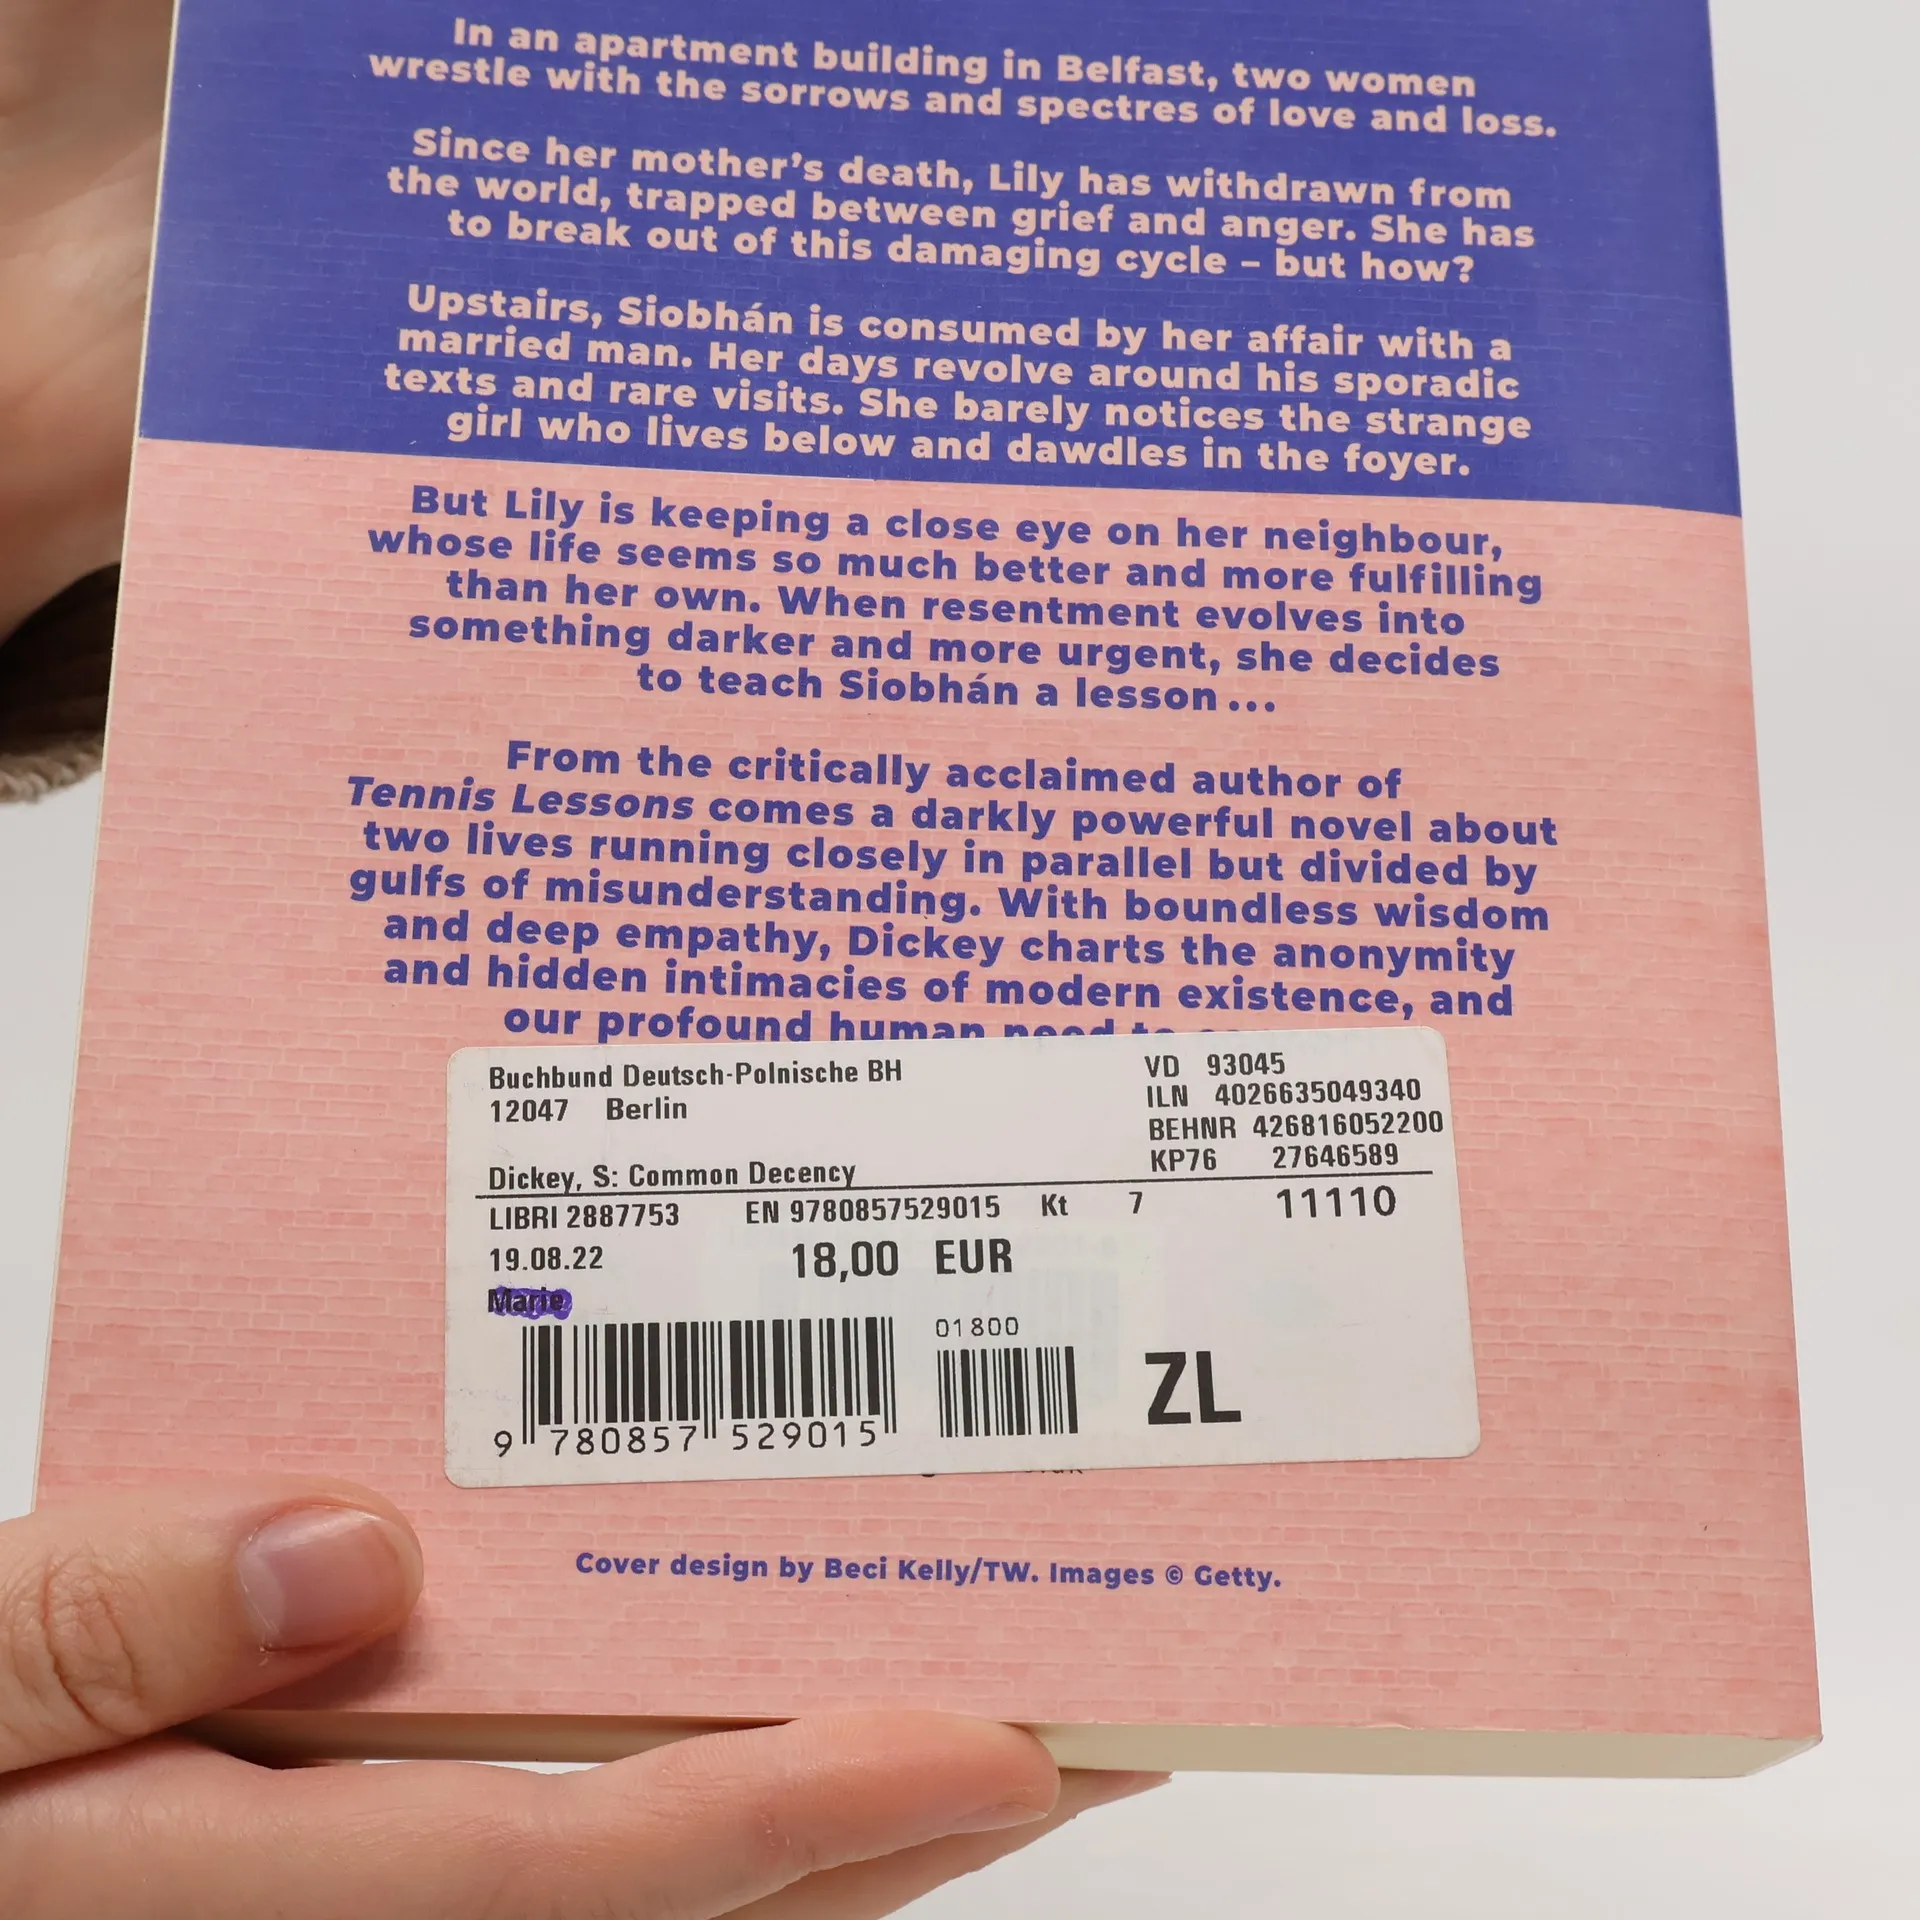 In an apartment building in Belfast, two women
wrestle with the sorrows and spectres of love and loss.
Since her mother's death, Lily has withdrawn from
the world, trapped between grief and anger. She has
to break out of this damaging cycle – but how?
Upstairs, Siobhán is consumed by her affair with a
married man. Her days revolve around his sporadic
texts and rare visits. She barely notices the strange
girl who lives below and dawdles in the foyer.
But Lily is keeping a close eye on her neighbour,
whose life seems so much better and more fulfilling
than her own. When resentment evolves into
something darker and more urgent, she decides
to teach Siobhán a lesson...
From the critically acclaimed author of
Tennis Lessons comes a darkly powerful novel about
two lives running closely in parallel but divided by
gulfs of misunderstanding. With boundless wisdom
and deep empathy, Dickey charts the anonymity
and hidden intimacies of modern existence, and
our profound human need to
Buchbund Deutsch-Polnische BH
12047 Berlin
VD 93045
ILN 4026635049340
BEHNR 426816052200
KP76 27646589
Dickey, S: Common Decency
LIBRI 2887753 EN 9780857529015 Kt 7 11110
19.08.22 18,00 EUR
Marie
01800
ZL
9 780857 529015
Cover design by Beci Kelly/TW. Images © Getty.